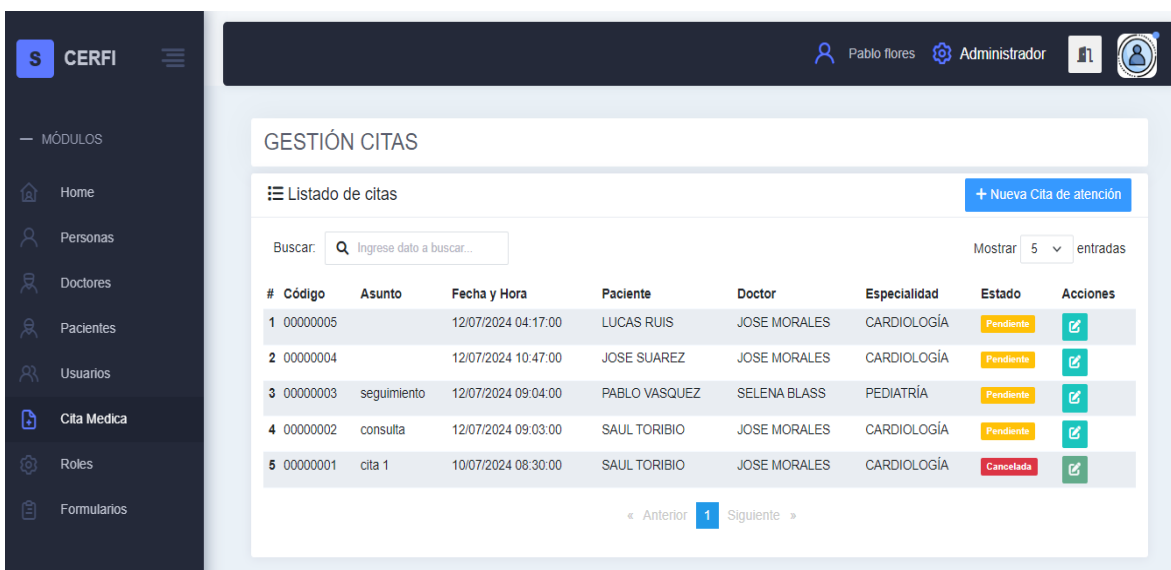 S CERFI
Pablo flores Administrador
MÓDULOS
Home
Personas
Doctores
Pacientes
Usuarios
Cita Medica
Roles
Formularios
GESTIÓN CITAS
Listado de citas
+ Nueva Cita de atención
Buscar: Ingrese dato a buscar...
Mostrar 5 entradas
# Código Asunto Fecha y Hora Paciente Doctor Especialidad Estado Acciones
1 00000005 12/07/2024 04:17:00 LUCAS RUIS JOSE MORALES CARDIOLOGÍA Pendiente
2 00000004 12/07/2024 10:47:00 JOSE SUAREZ JOSE MORALES CARDIOLOGÍA Pendiente
3 00000003 seguimiento 12/07/2024 09:04:00 PABLO VASQUEZ SELENA BLASS PEDIATRÍA Pendiente
4 00000002 consulta 12/07/2024 09:03:00 SAUL TORIBIO JOSE MORALES CARDIOLOGÍA Pendiente
5 00000001 cita 1 10/07/2024 08:30:00 SAUL TORIBIO JOSE MORALES CARDIOLOGÍA Cancelada
« Anterior 1 Siguiente »